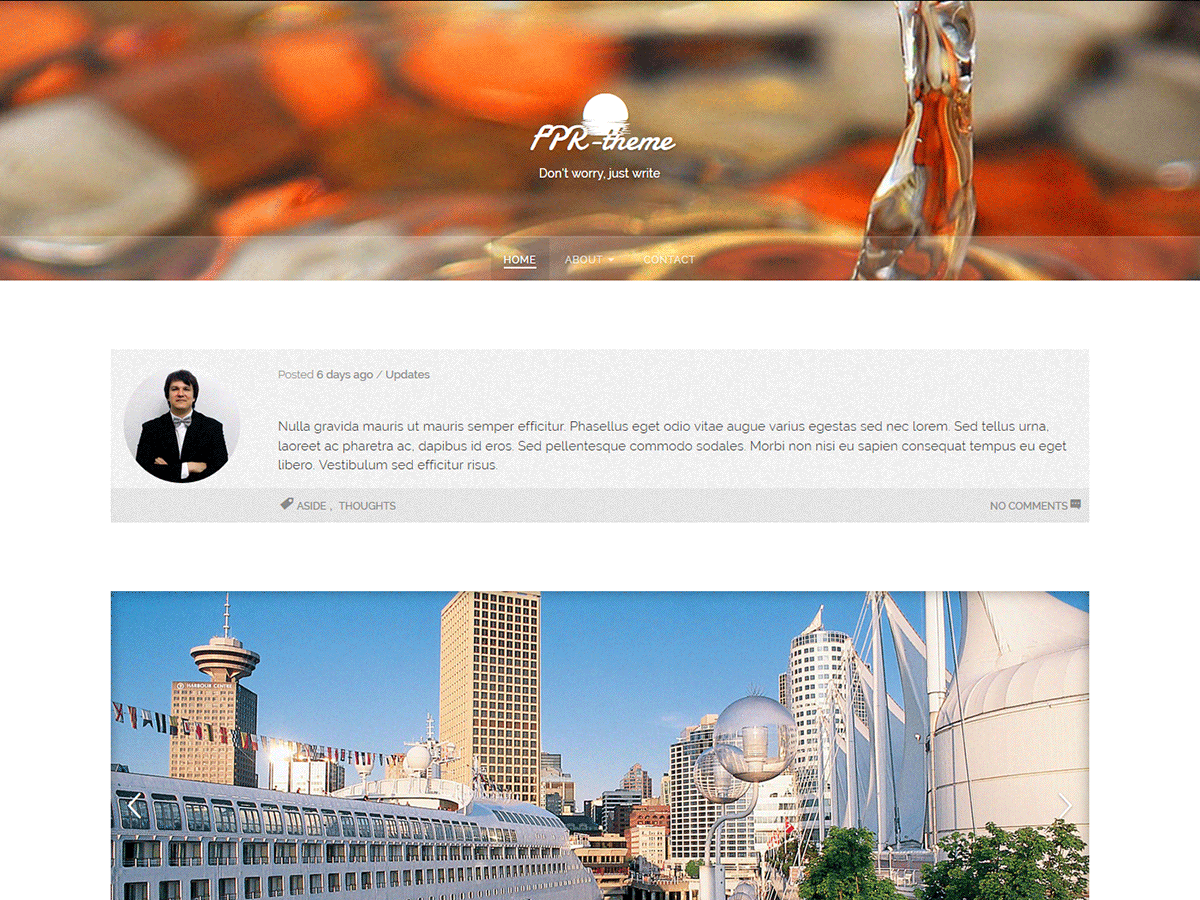 FPR-theme
Don't worry, just write
HOME ABOUT CONTACT
Posted 6 days ago / Updates
Nulla gravida mauris ut mauris semper efficitur. Phasellus eget odio vitae augue varius egestas sed nec lorem. Sed tellus urna,
laoreet ac pharetra ac, dapibus id eros. Sed pellentesque commodo sodales. Morbi non nisi eu sapien consequat tempus eu eget
libero. Vestibulum sed efficitur risus.
ASIDE , THOUGHTS NO COMMENTS
HARBOUR CENTRE